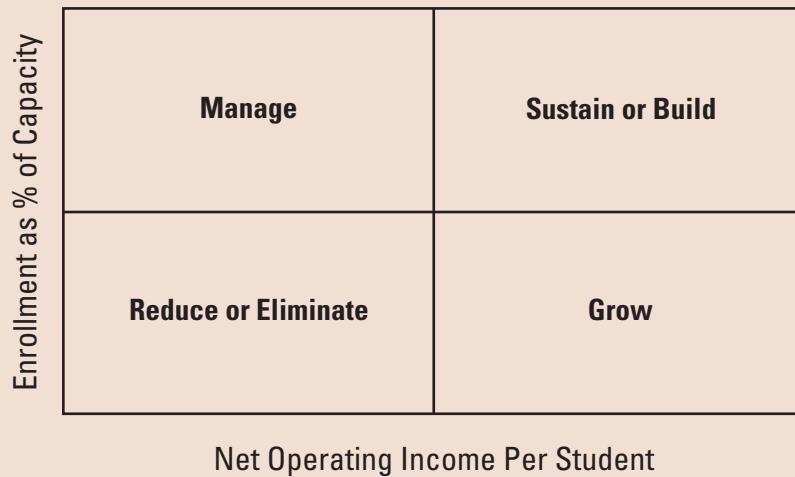 Enrollment as % of Capacity
Manage
Sustain or Build
Reduce or Eliminate
Grow
Net Operating Income Per Student